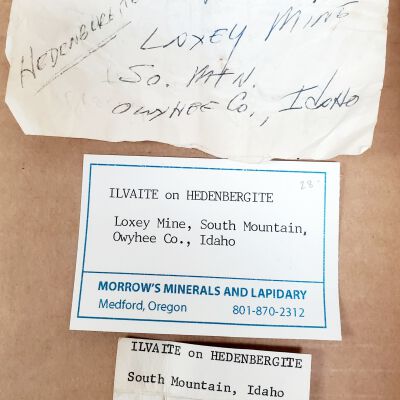 HEDENBERGITE
LOXEY MINE
SO. MTN.
OWYHEE CO., IDAHO
28
ILVAITE on HEDENBERGITE
Loxey Mine, South Mountain,
Owyhee Co., Idaho
MORROW'S MINERALS AND LAPIDARY
Medford, Oregon 801-870-2312
ILVAITE on HEDENBERGITE
South Mountain, Idaho